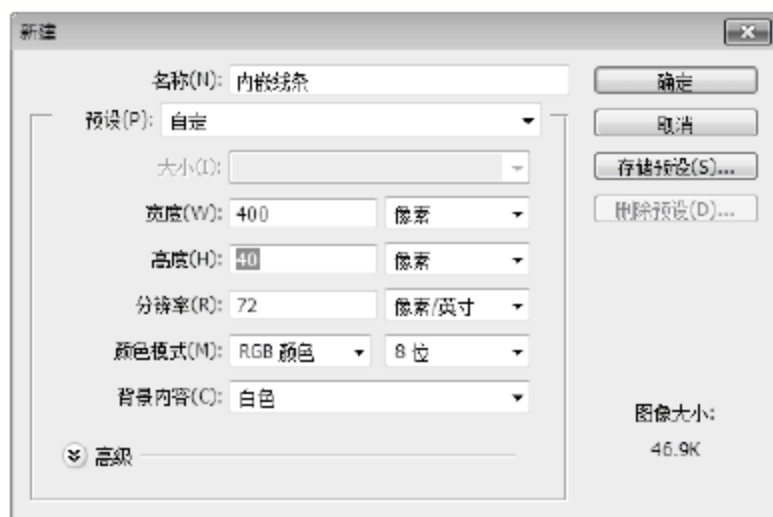 新建
名称(N): 内嵌线条
确定
预设(P): 自定
取消
大小(I):
存储预设(S)...
宽度(W): 400 像素
删除预设(D)...
高度(H): 40 像素
分辨率(R): 72 像素/英寸
颜色模式(M): RGB 颜色 8 位
背景内容(C): 白色
图像大小:
46.9K
高级